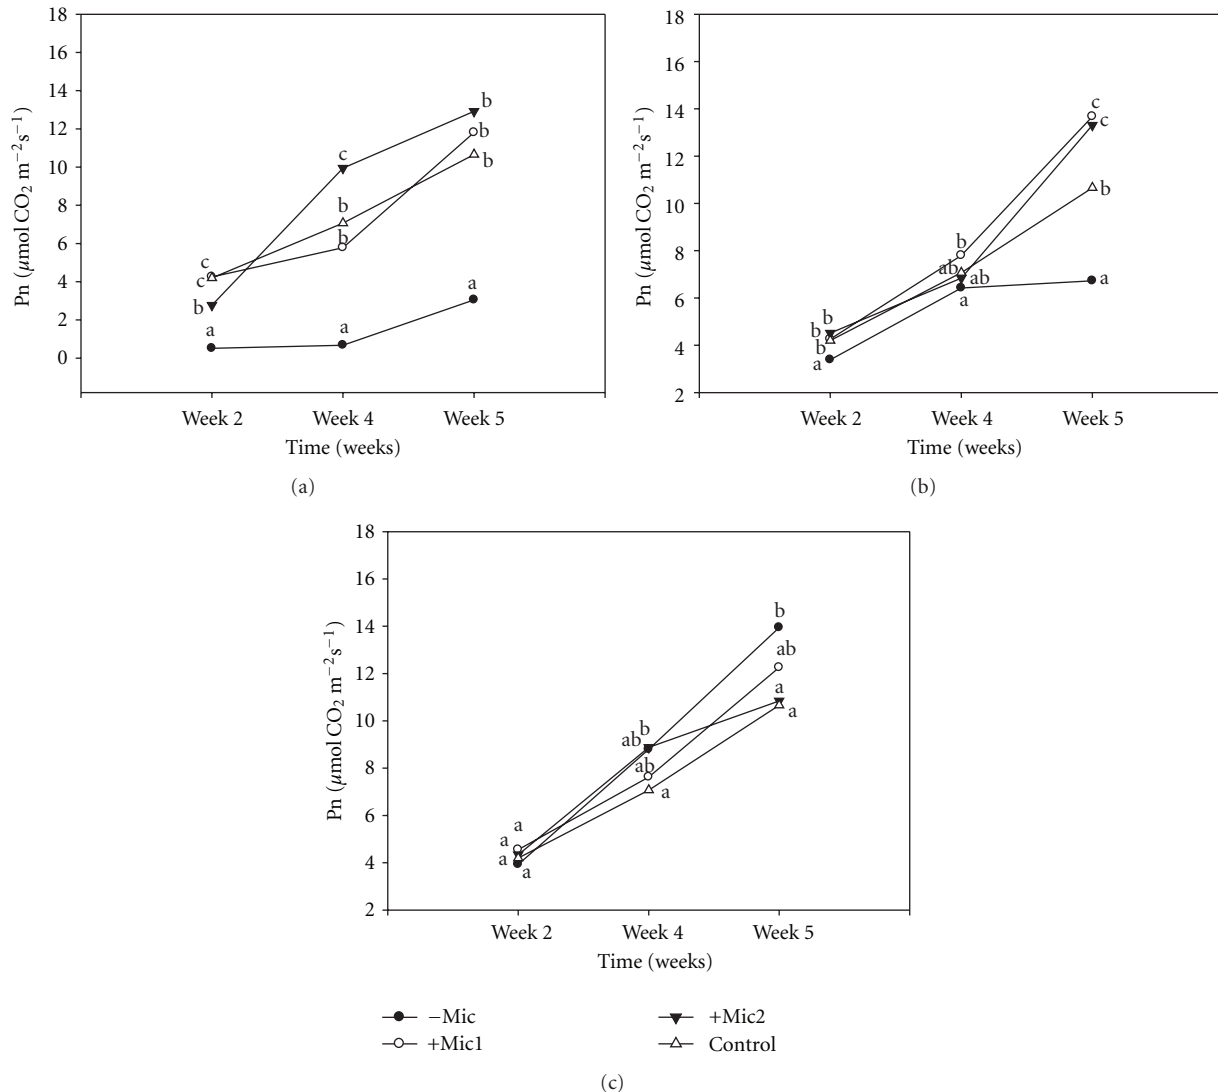 18
16
14
12
10
8
6
4
2
0
Pn (μmol CO₂ m⁻²s⁻¹)
b
b
b
c
b
b
c
c
b
a
a
a
Week 2 Week 4 Week 5
Time (weeks)
(a)
18
16
14
12
10
8
6
4
2
Pn (μmol CO₂ m⁻²s⁻¹)
c
c
b
a
b
ab
ab
a
b
b
b
a
Week 2 Week 4 Week 5
Time (weeks)
(b)
18
16
14
12
10
8
6
4
2
Pn (μmol CO₂ m⁻²s⁻¹)
b
ab
a
a
b
ab
ab
a
a
a
a
a
Week 2 Week 4 Week 5
Time (weeks)
−Mic +Mic2
+Mic1 Control
(c)